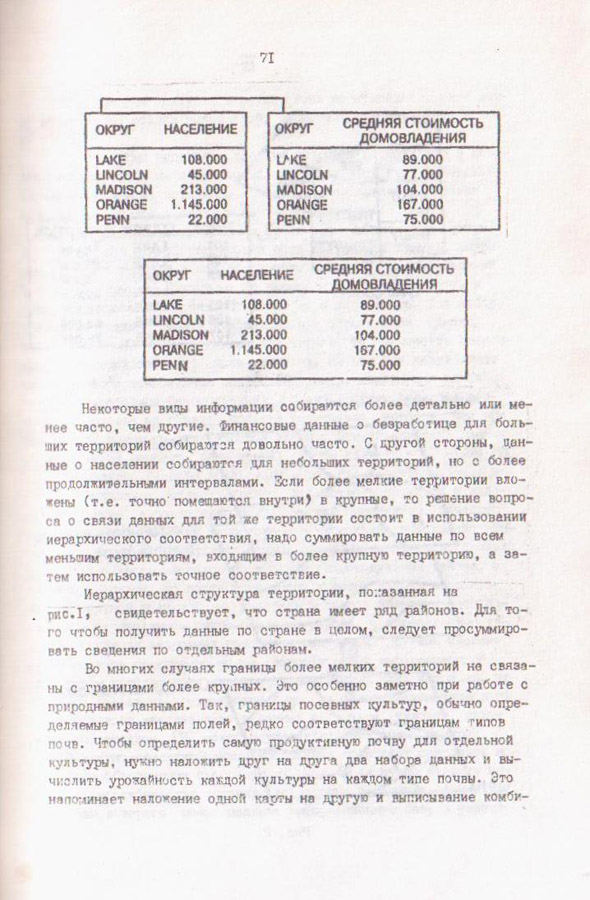 71
ОКРУГ НАСЕЛЕНИЕ
LAKE 108.000
LINCOLN 45.000
MADISON 213.000
ORANGE 1.145.000
PENN 22.000
ОКРУГ СРЕДНЯЯ СТОИМОСТЬ
ДОМОВЛАДЕНИЯ
LAKE 89.000
LINCOLN 77.000
MADISON 104.000
ORANGE 167.000
PENN 75.000
ОКРУГ НАСЕЛЕНИЕ СРЕДНЯЯ СТОИМОСТЬ
ДОМОВЛАДЕНИЯ
LAKE 108.000 89.000
LINCOLN 45.000 77.000
MADISON 213.000 104.000
ORANGE 1.145.000 167.000
PENN 22.000 75.000
Некоторые виды информации собираются более детально или ме-
нее часто, чем другие. Финансовые данные о безработице для боль-
ших территорий собираются довольно часто. С другой стороны, дан-
ные о населении собираются для небольших территорий, но с более
продолжительными интервалами. Если более мелкие территории вло-
жены (т.е. точно помещаются внутри) в крупные, то решение вопро-
са о связи данных для той же территории состоит в использовании
иерархического соответствия, надо суммировать данные по всем
меньшим территориям, входящим в более крупную территорию, а за-
тем использовать точное соответствие.
Иерархическая структура территории, показанная на
рис.1, свидетельствует, что страна имеет ряд районов. Для то-
го чтобы получить данные по стране в целом, следует просуммиро-
вать сведения по отдельным районам.
Во многих случаях границы более мелких территорий не связа-
ны с границами более крупных. Это особенно заметно при работе с
природными данными. Так, границы посевных культур, обычно опре-
деляемые границами полей, редко соответствуют границам типов
почв. Чтобы определить самую продуктивную почву для отдельной
культуры, нужно наложить друг на друга два набора данных и вы-
числить урожайность каждой культуры на каждом типе почвы. Это
напоминает наложение одной карты на другую и выписывание комби-